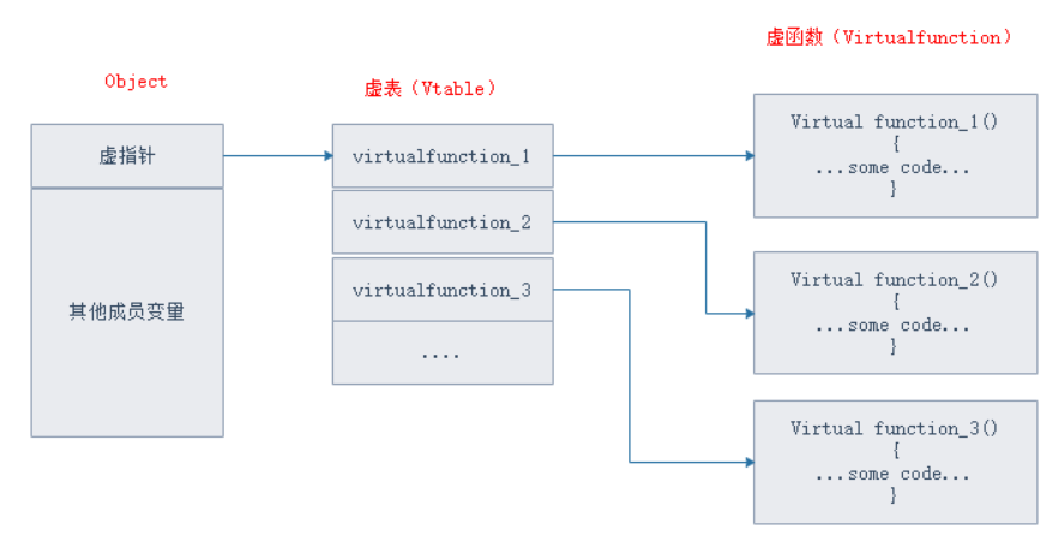 Object
虚指针
其他成员变量
虚表（Vtable）
virtualfunction_1
virtualfunction_2
virtualfunction_3
....
虚函数（Virtualfunction）
Virtual function_1()
{
...some code...
}
Virtual function_2()
{
...some code...
}
Virtual function_3()
{
...some code...
}